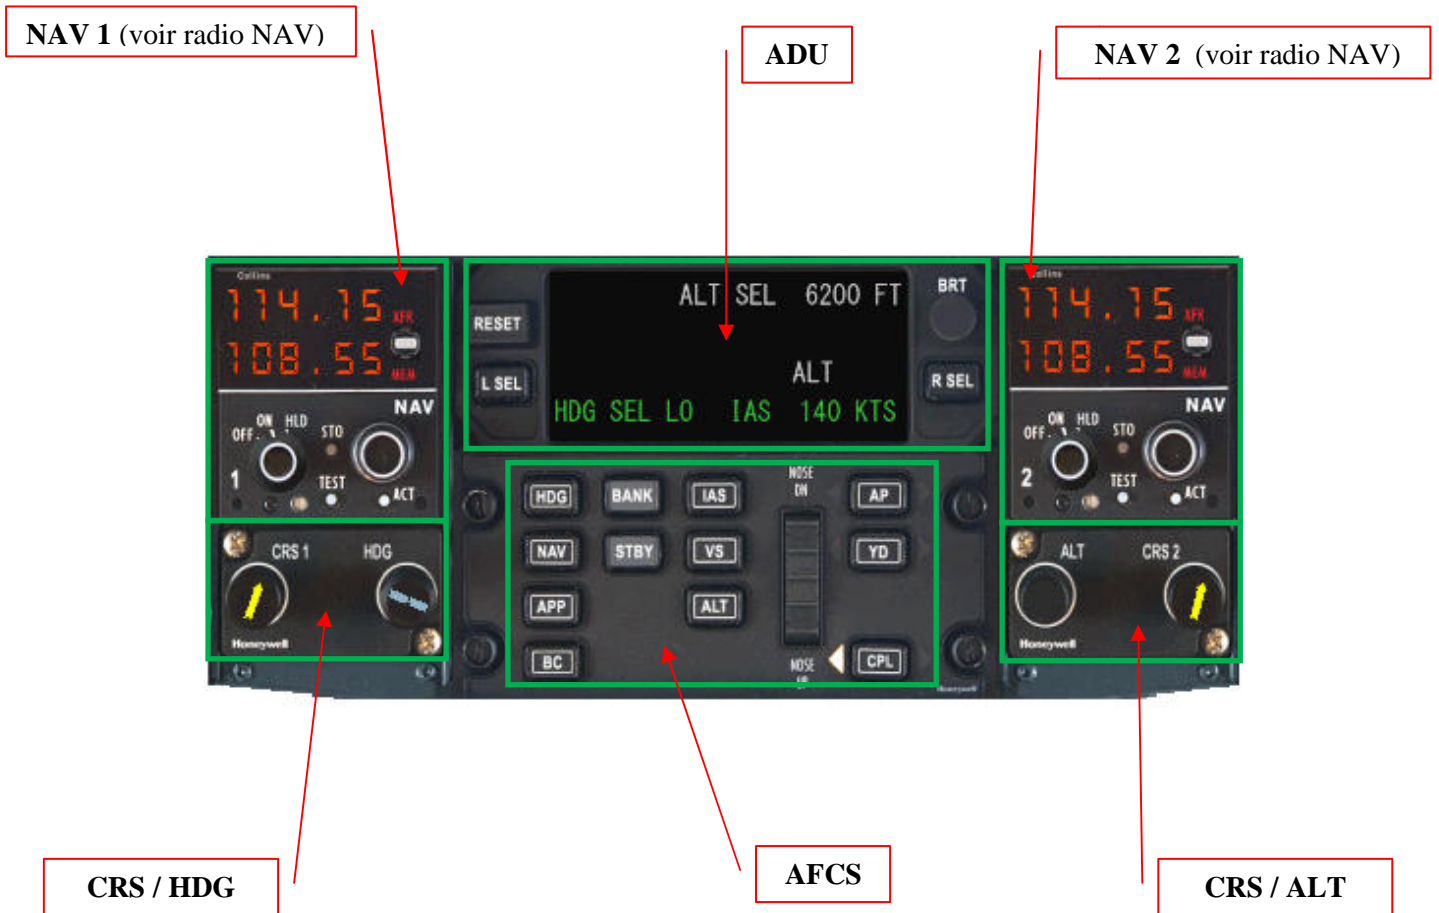 NAV 1 (voir radio NAV)
ADU
NAV 2 (voir radio NAV)
Collins
114.15 XFR
108.55 MEM
NAV
OFF ON HLD STO
1 TEST ACT
CRS 1 HDG
Honeywell
RESET
L SEL
ALT SEL 6200 FT
ALT
HDG SEL LO IAS 140 KTS
BRT
R SEL
HDG BANK IAS NOSE DN AP
NAV STBY VS YD
APP ALT
BC NOSE UP CPL
Honeywell
Collins
114.15 XFR
108.55 MEM
NAV
OFF ON HLD STO
2 TEST ACT
ALT CRS 2
Honeywell
CRS / HDG
AFCS
CRS / ALT